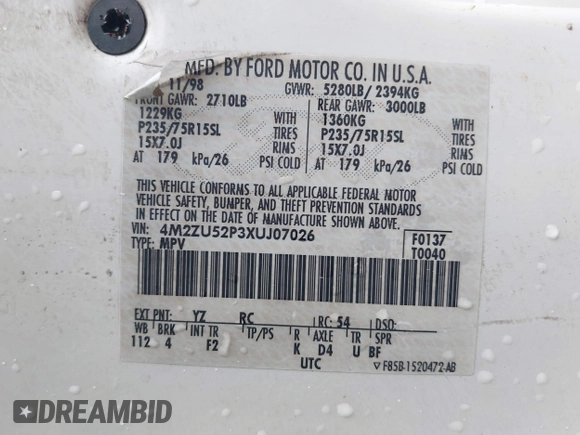 MFD. BY FORD MOTOR CO. IN U.S.A.
11/98 GVWR: 5280LB/ 2394KG
FRONT GAWR: 2710LB REAR GAWR: 3000LB
1229KG WITH 1360KG WITH
P235/75R15SL TIRES P235/75R15SL TIRES
15X7.0J RIMS 15X7.0J RIMS
AT 179 kPa/26 PSI COLD AT 179 kPa/26 PSI COLD
THIS VEHICLE CONFORMS TO ALL APPLICABLE FEDERAL MOTOR
VEHICLE SAFETY, BUMPER, AND THEFT PREVENTION STANDARDS
IN EFFECT ON THE DATE OF MANUFACTURE SHOWN ABOVE.
VIN: 4M2ZU52P3XUJ07026 F0137
TYPE: MPV T0040
EXT PNT: YZ RC RC: 54 DSO:
WB BRK INT TR TP/PS R AXLE TR SPR
112 4 F2 K D4 U BF
UTC ▽ F85B-1520472-AB
DREAMBID